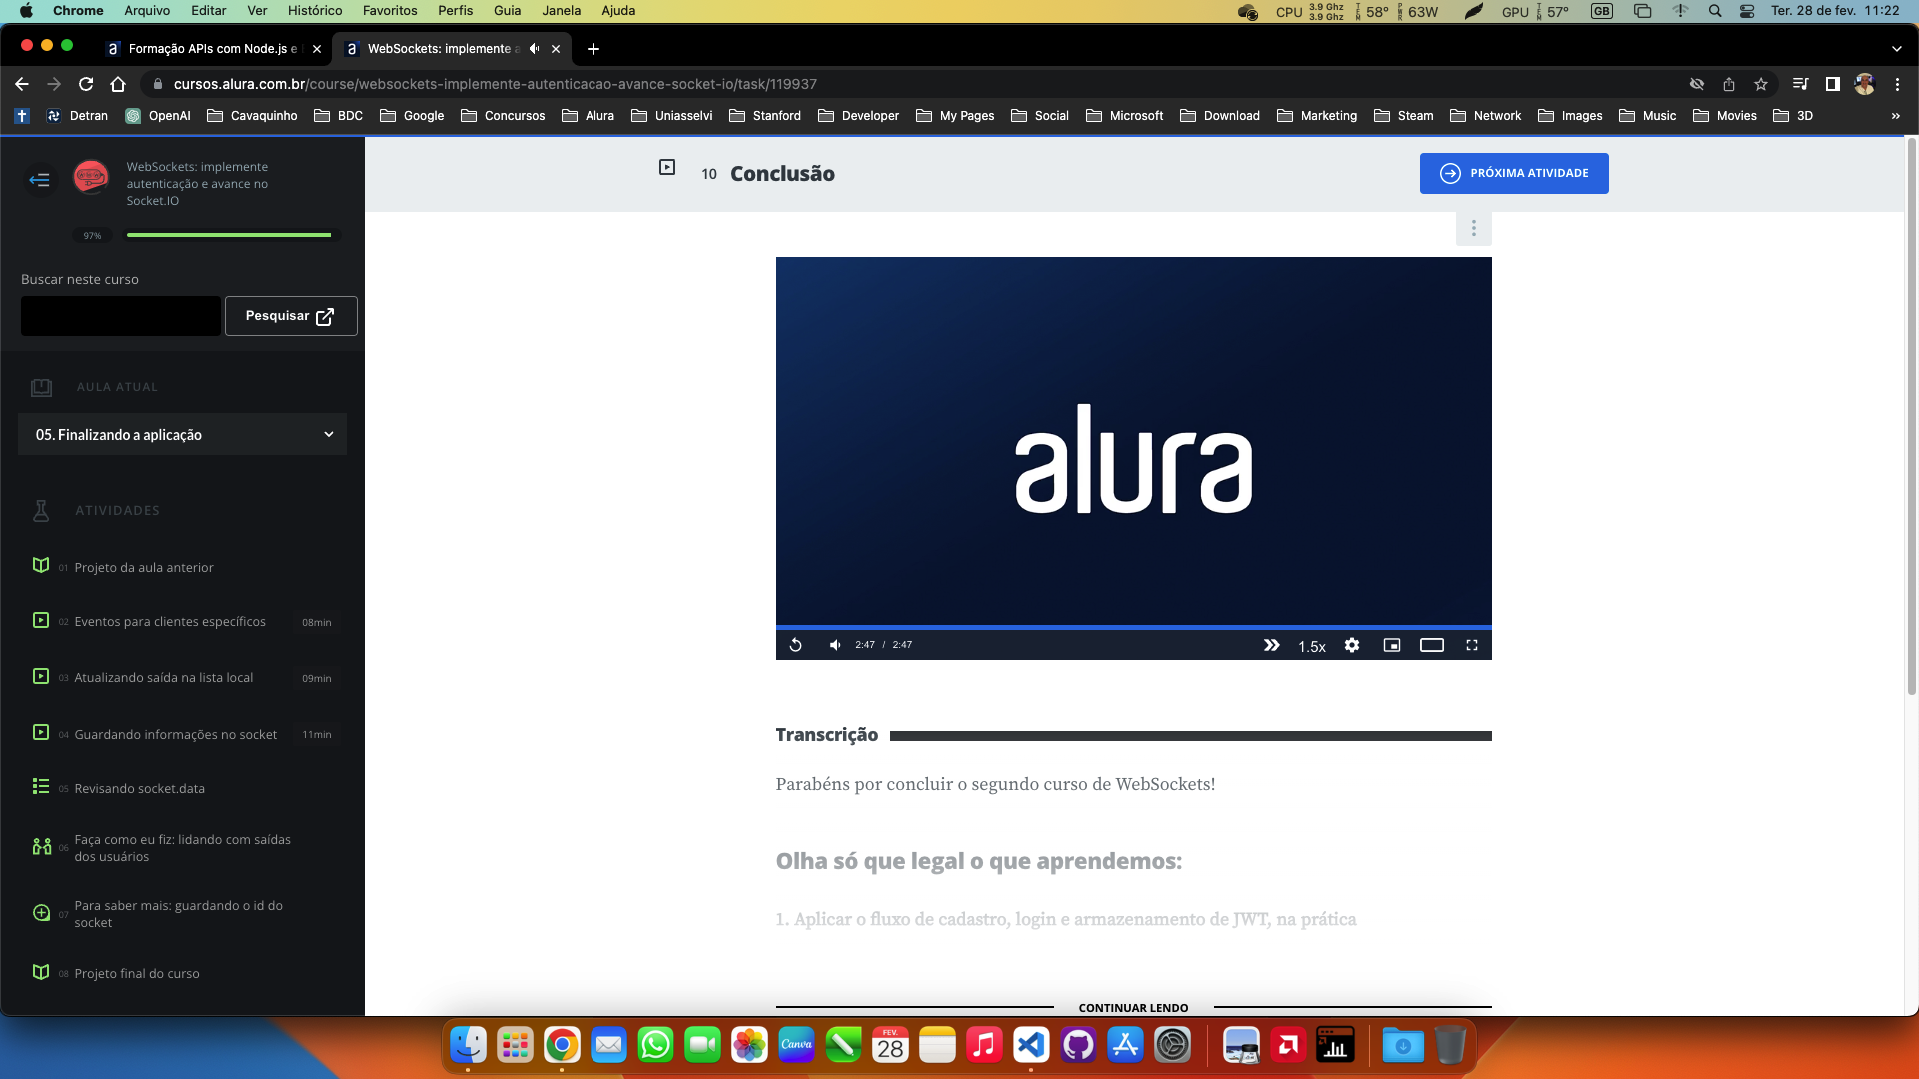 Chrome Arquivo Editar Ver Histórico Favoritos Perfis Guia Janela Ajuda
CPU 3.9 Ghz 3.9 Ghz 58° 63W GPU 57° GB Ter. 28 de fev. 11:22
Formação APIs com Node.js e
WebSockets: implemente a
cursos.alura.com.br/course/websockets-implemente-autenticacao-avance-socket-io/task/119937
Detran OpenAI Cavaquinho BDC Google Concursos Alura Uniasselvi Stanford Developer My Pages Social Microsoft Download Marketing Steam Network Images Music Movies 3D »
WebSockets: implemente
autenticação e avance no
Socket.IO
97%
Buscar neste curso
Pesquisar
AULA ATUAL
05. Finalizando a aplicação
ATIVIDADES
01 Projeto da aula anterior
02 Eventos para clientes específicos 08min
03 Atualizando saída na lista local 09min
04 Guardando informações no socket 11min
05 Revisando socket.data
06 Faça como eu fiz: lidando com saídas
dos usuários
07 Para saber mais: guardando o id do
socket
08 Projeto final do curso
10 Conclusão
PRÓXIMA ATIVIDADE
alura
2:47 / 2:47
1.5x
Transcrição
Parabéns por concluir o segundo curso de WebSockets!
Olha só que legal o que aprendemos:
1. Aplicar o fluxo de cadastro, login e armazenamento de JWT, na prática
CONTINUAR LENDO
Canva
FEV.
28